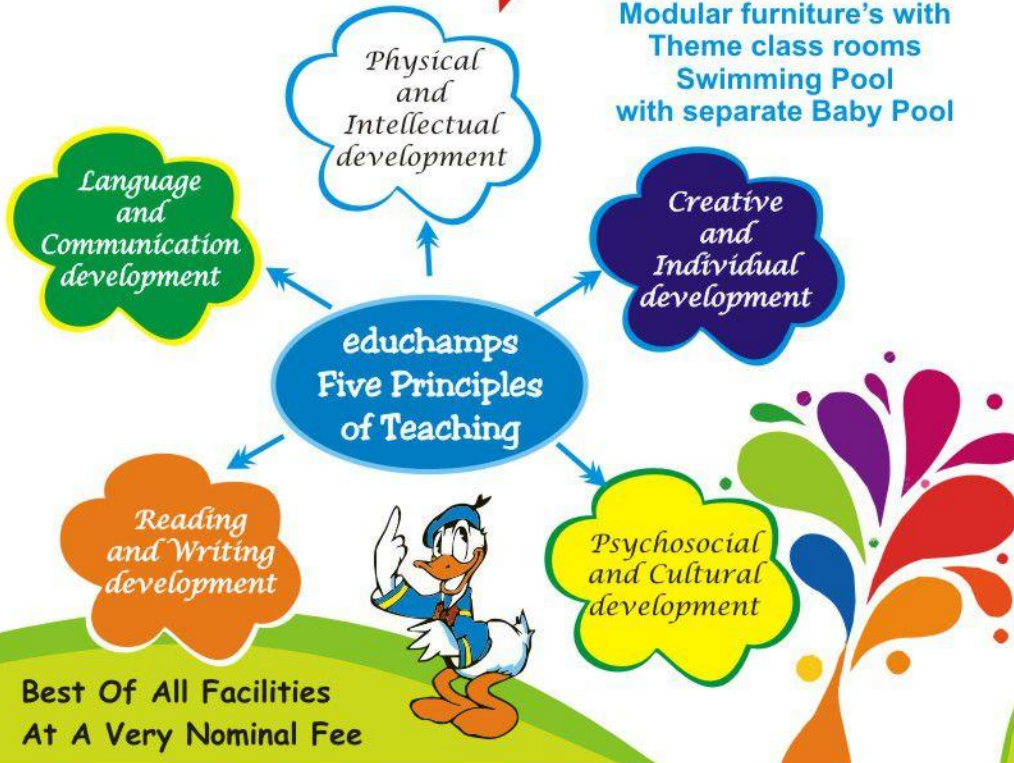 Modular furniture's with
Theme class rooms
Swimming Pool
with separate Baby Pool
Physical
and
Intellectual
development
Language
and
Communication
development
Creative
and
Individual
development
educhamps
Five Principles
of Teaching
Reading
and Writing
development
Psychosocial
and Cultural
development
Best Of All Facilities
At A Very Nominal Fee